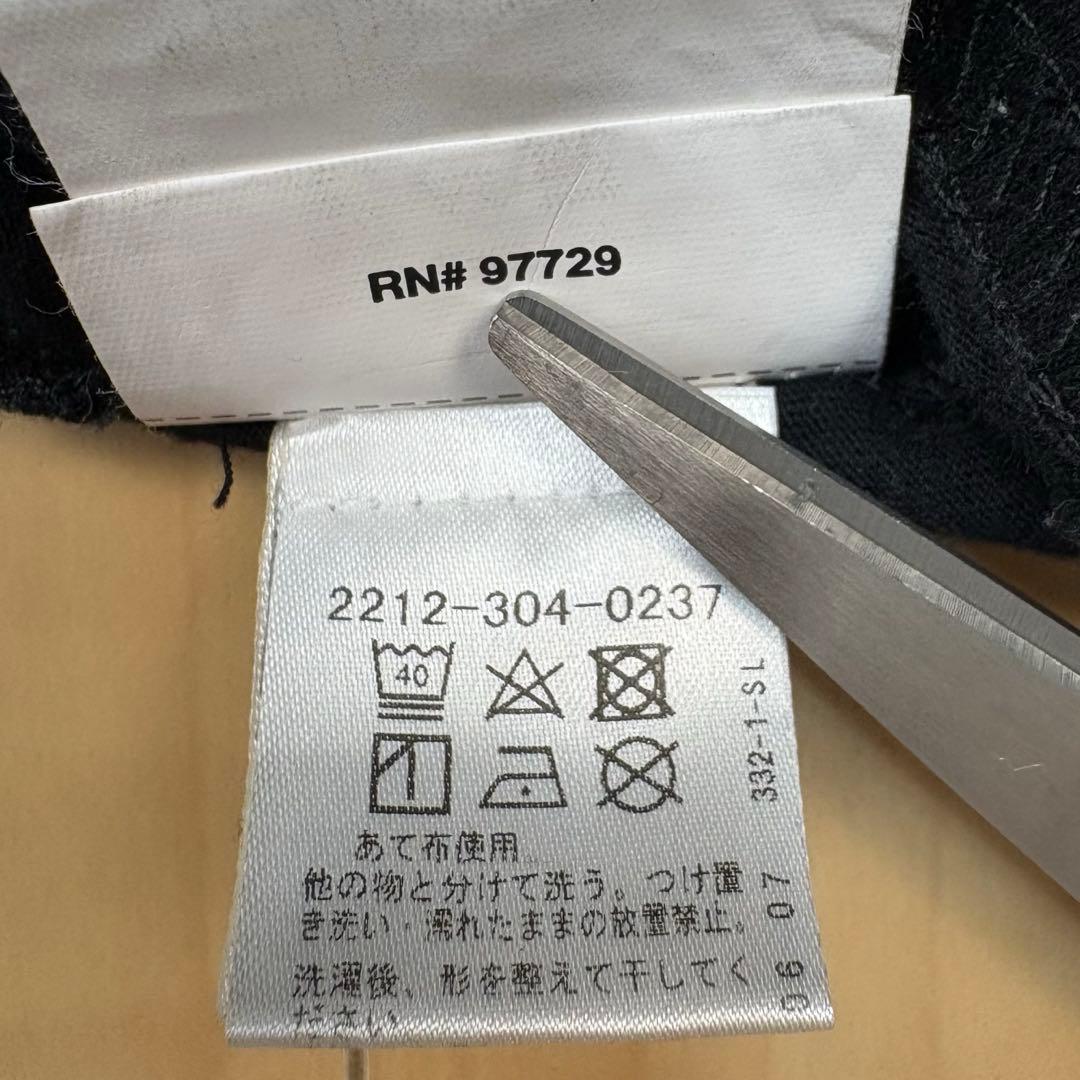 RN# 97729
2212-304-0237
40
332-1-SL
あて布使用
他の物と分けて洗う。つけ置
き洗い・濡れたままの放置禁止。
洗濯後、形を整えて干してく
ださい
96 07